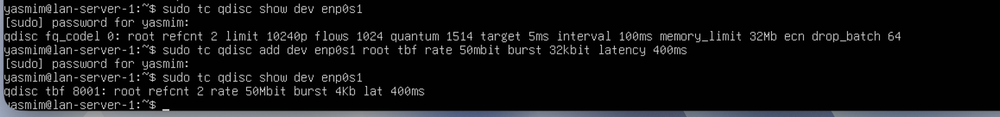 yasmim@lan-server-1:~$ sudo tc qdisc show dev enp0s1
[sudo] password for yasmim:
qdisc fq_codel 0: root refcnt 2 limit 10240p flows 1024 quantum 1514 target 5ms interval 100ms memory_limit 32Mb ecn drop_batch 64
yasmim@lan-server-1:~$ sudo tc qdisc add dev enp0s1 root tbf rate 50mbit burst 32kbit latency 400ms
[sudo] password for yasmim:
yasmim@lan-server-1:~$ sudo tc qdisc show dev enp0s1
qdisc tbf 8001: root refcnt 2 rate 50Mbit burst 4Kb lat 400ms
yasmim@lan-server-1:~$ _